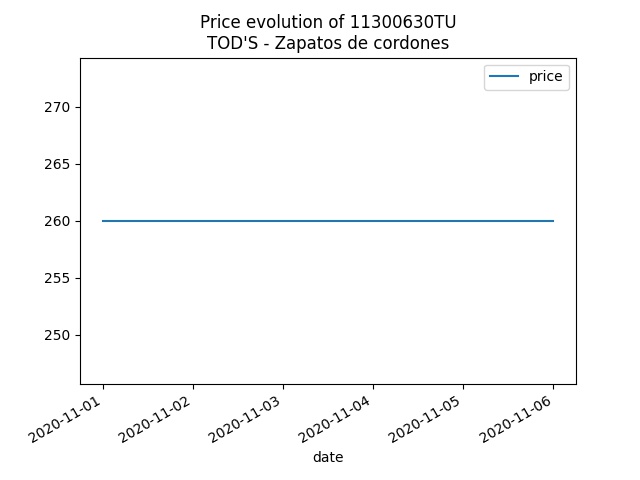 Price evolution of 11300630TU
TOD'S - Zapatos de cordones
price
270
265
260
255
250
2020-11-01
2020-11-02
2020-11-03
2020-11-04
2020-11-05
2020-11-06
date